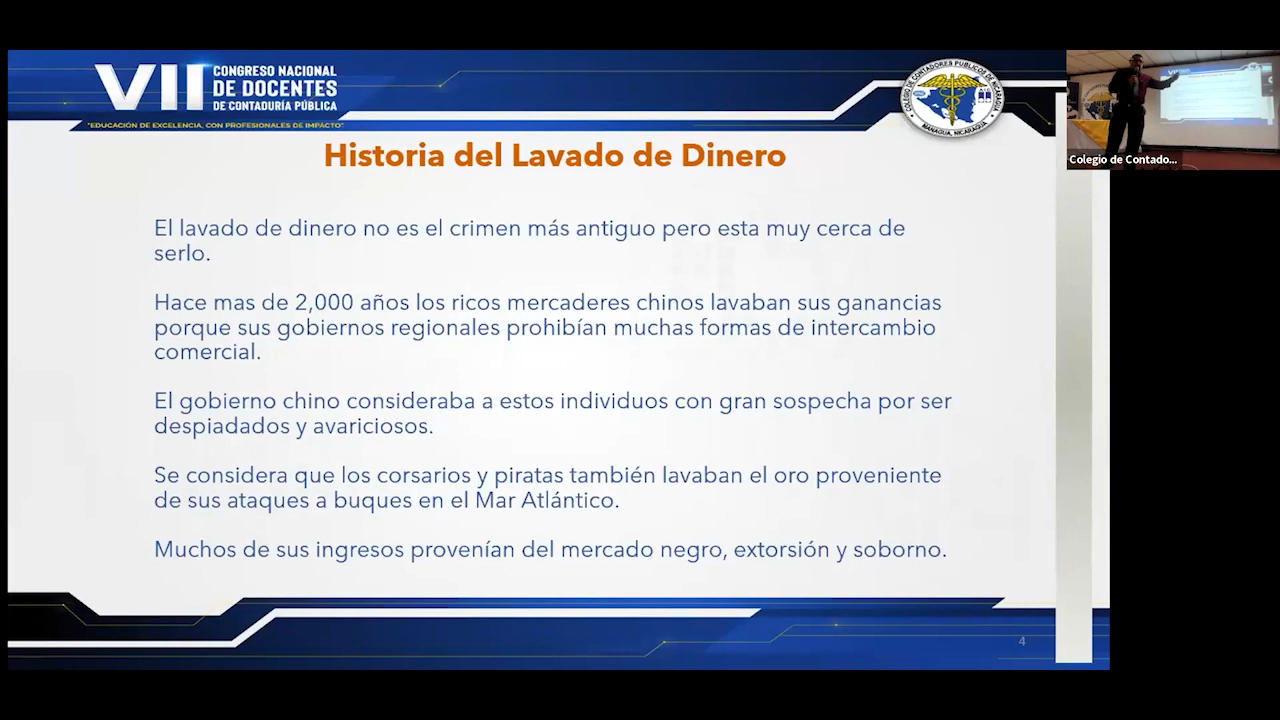 VII CONGRESO NACIONAL
DE DOCENTES
DE CONTADURÍA PÚBLICA
"EDUCACIÓN DE EXCELENCIA, CON PROFESIONALES DE IMPACTO"
COLEGIO DE CONTADORES PUBLICOS DE NICARAGUA
MANAGUA, NICARAGUA
Colegio de Contado...
Historia del Lavado de Dinero
El lavado de dinero no es el crimen más antiguo pero esta muy cerca de
serlo.
Hace mas de 2,000 años los ricos mercaderes chinos lavaban sus ganancias
porque sus gobiernos regionales prohibían muchas formas de intercambio
comercial.
El gobierno chino consideraba a estos individuos con gran sospecha por ser
despiadados y avariciosos.
Se considera que los corsarios y piratas también lavaban el oro proveniente
de sus ataques a buques en el Mar Atlántico.
Muchos de sus ingresos provenían del mercado negro, extorsión y soborno.
4